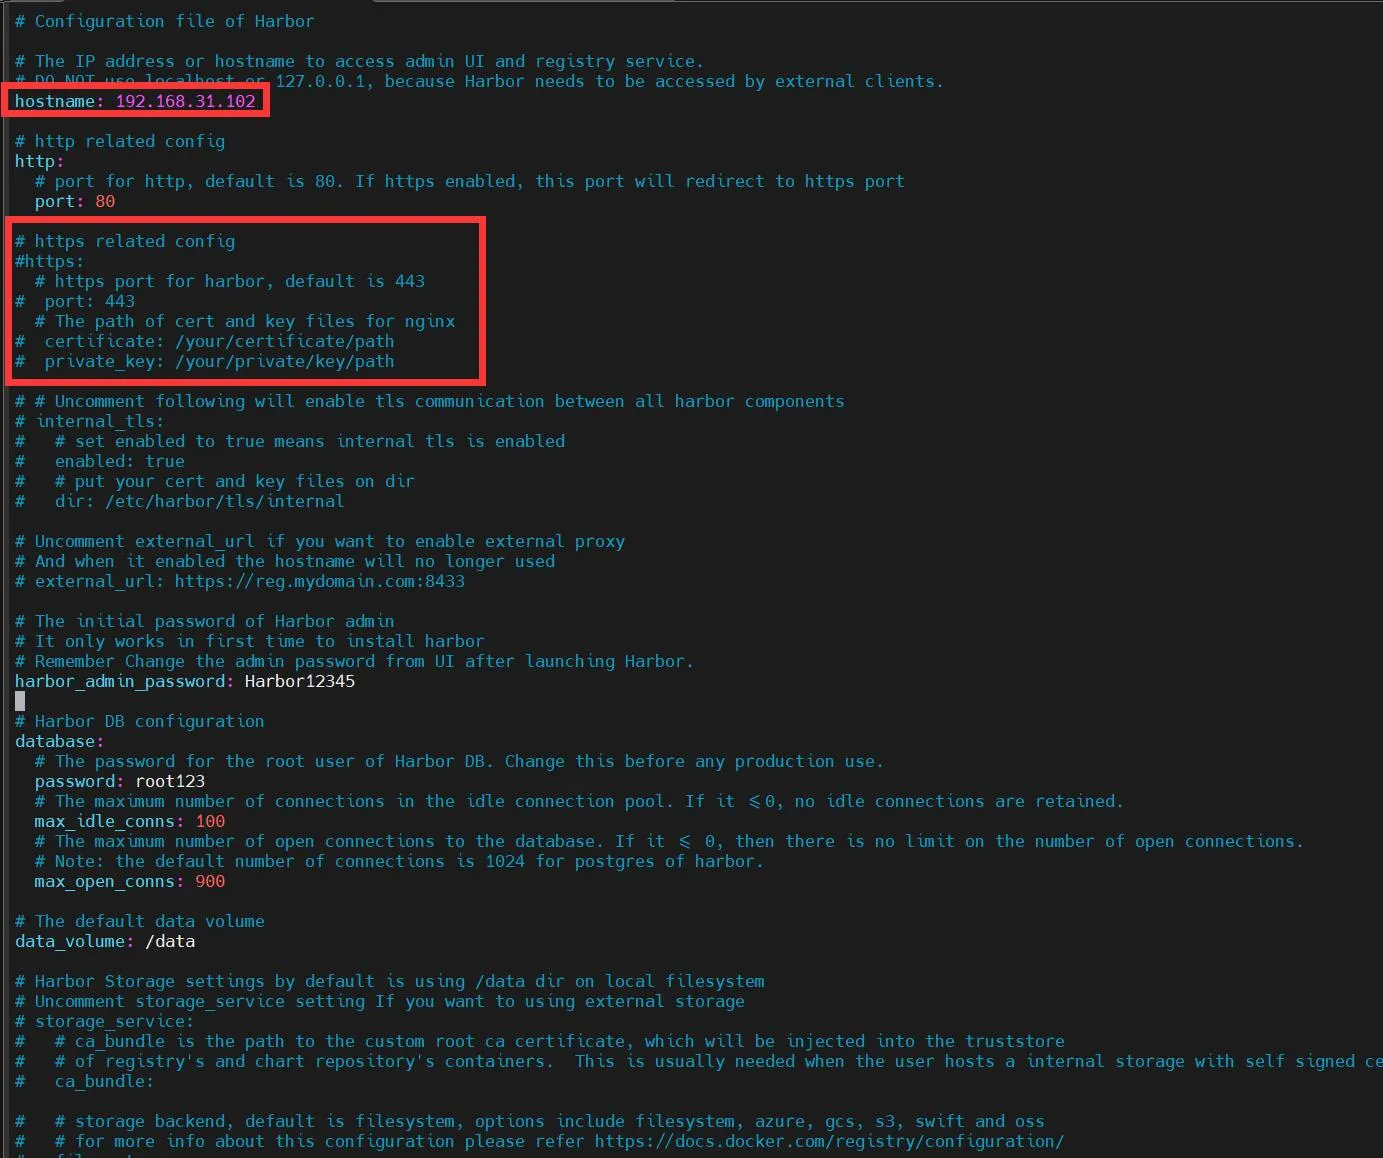 # Configuration file of Harbor
# The IP address or hostname to access admin UI and registry service.
# DO NOT use localhost or 127.0.0.1, because Harbor needs to be accessed by external clients.
hostname: 192.168.31.102
# http related config
http:
# port for http, default is 80. If https enabled, this port will redirect to https port
port: 80
# https related config
#https:
# https port for harbor, default is 443
#  port: 443
# The path of cert and key files for nginx
#  certificate: /your/certificate/path
#  private_key: /your/private/key/path
# # Uncomment following will enable tls communication between all harbor components
# internal_tls:
#   # set enabled to true means internal tls is enabled
#   enabled: true
#   # put your cert and key files on dir
#   dir: /etc/harbor/tls/internal
# Uncomment external_url if you want to enable external proxy
# And when it enabled the hostname will no longer used
# external_url: https://reg.mydomain.com:8433
# The initial password of Harbor admin
# It only works in first time to install harbor
# Remember Change the admin password from UI after launching Harbor.
harbor_admin_password: Harbor12345
# Harbor DB configuration
database:
# The password for the root user of Harbor DB. Change this before any production use.
password: root123
# The maximum number of connections in the idle connection pool. If it <=0, no idle connections are retained.
max_idle_conns: 100
# The maximum number of open connections to the database. If it <= 0, then there is no limit on the number of open connections.
# Note: the default number of connections is 1024 for postgres of harbor.
max_open_conns: 900
# The default data volume
data_volume: /data
# Harbor Storage settings by default is using /data dir on local filesystem
# Uncomment storage_service setting If you want to using external storage
# storage_service:
#   # ca_bundle is the path to the custom root ca certificate, which will be injected into the truststore
#   # of registry's and chart repository's containers.  This is usually needed when the user hosts a internal storage with self signed ce
#   ca_bundle:
#   # storage backend, default is filesystem, options include filesystem, azure, gcs, s3, swift and oss
#   # for more info about this configuration please refer https://docs.docker.com/registry/configuration/